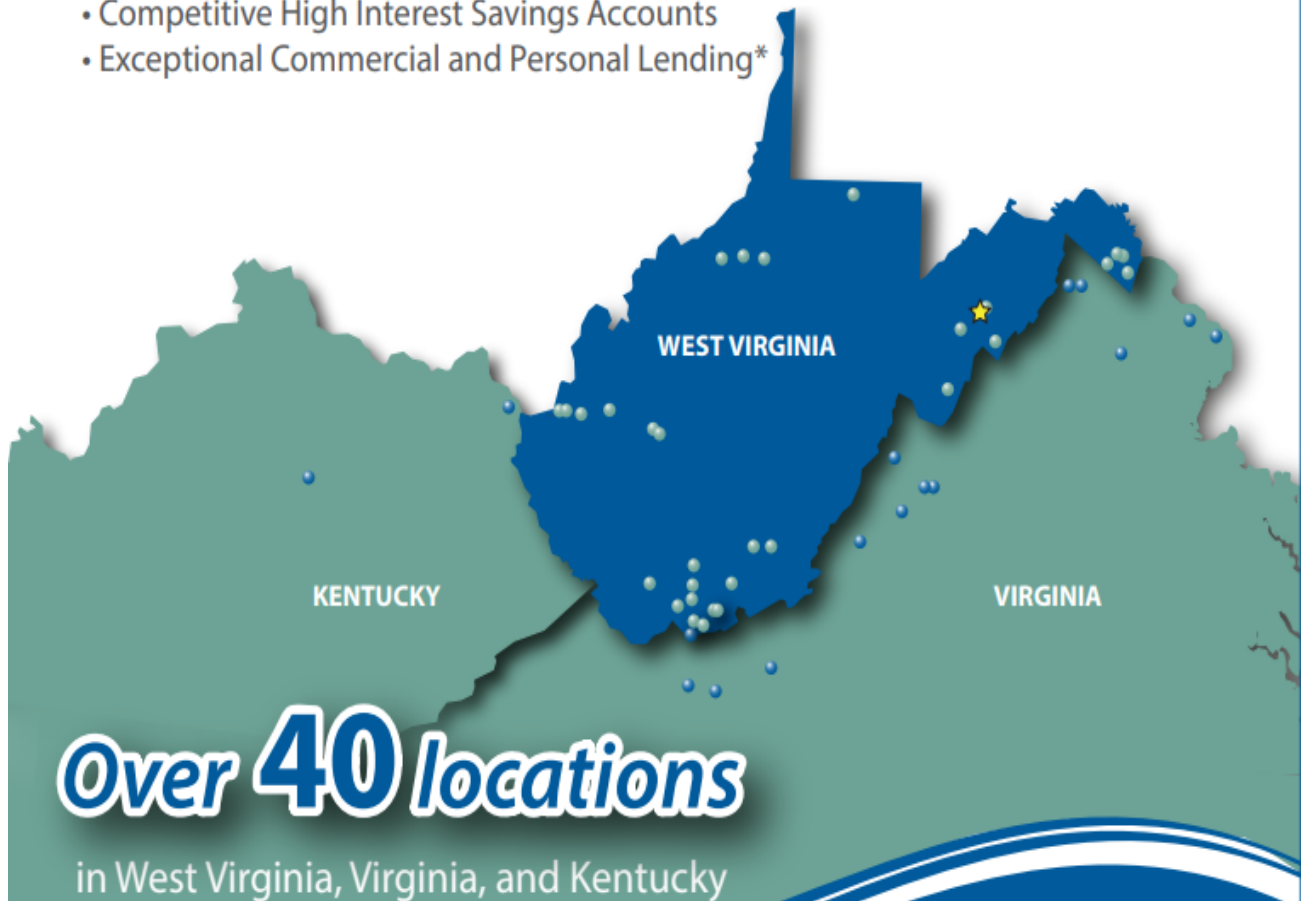 • Competitive High Interest Savings Accounts
• Exceptional Commercial and Personal Lending*
WEST VIRGINIA
KENTUCKY
VIRGINIA
Over 40 locations
in West Virginia, Virginia, and Kentucky